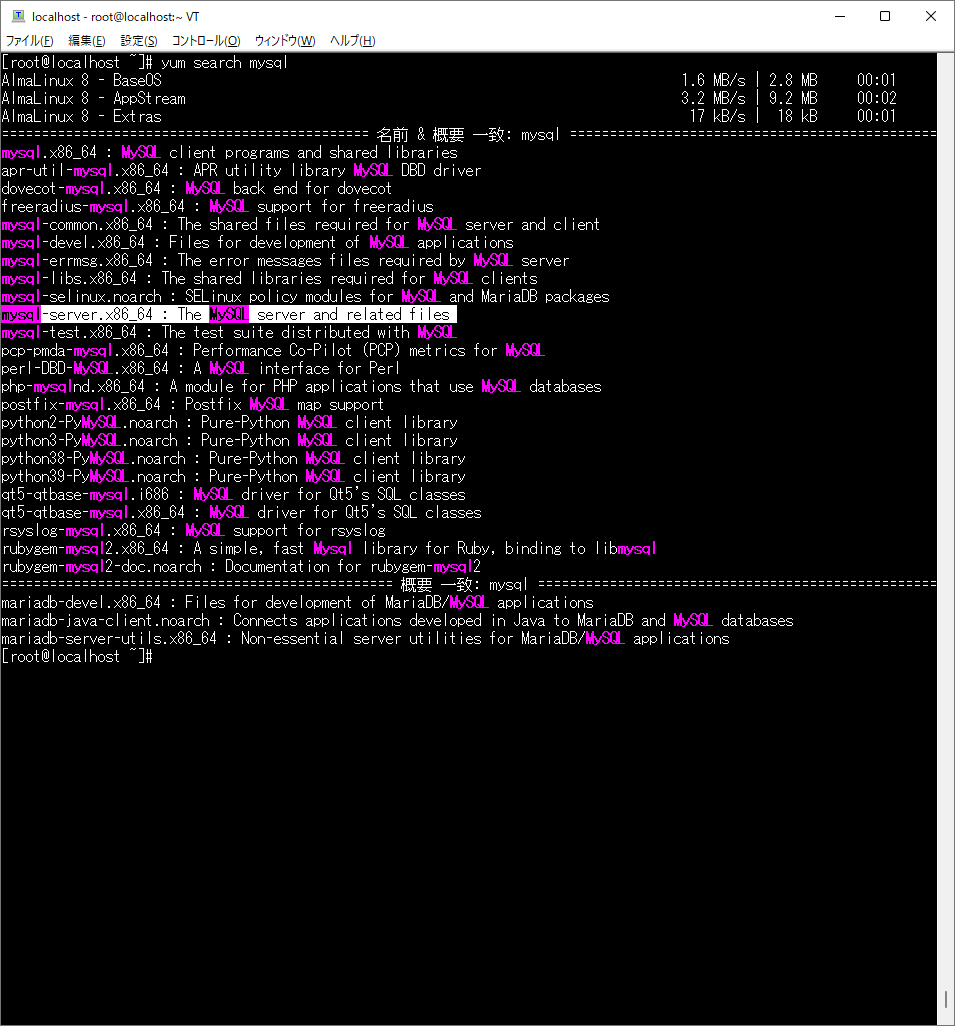 localhost - root@localhost:~ VT
ファイル(F) 編集(E) 設定(S) コントロール(O) ウィンドウ(W) ヘルプ(H)
[root@localhost ~]# yum search mysql
AlmaLinux 8 - BaseOS 1.6 MB/s | 2.8 MB 00:01
AlmaLinux 8 - AppStream 3.2 MB/s | 9.2 MB 00:02
AlmaLinux 8 - Extras 17 kB/s | 18 kB 00:01
============================================== 名前 & 概要 一致: mysql ==============================================
mysql.x86_64 : MySQL client programs and shared libraries
apr-util-mysql.x86_64 : APR utility library MySQL DBD driver
dovecot-mysql.x86_64 : MySQL back end for dovecot
freeradius-mysql.x86_64 : MySQL support for freeradius
mysql-common.x86_64 : The shared files required for MySQL server and client
mysql-devel.x86_64 : Files for development of MySQL applications
mysql-errmsg.x86_64 : The error messages files required by MySQL server
mysql-libs.x86_64 : The shared libraries required for MySQL clients
mysql-selinux.noarch : SELinux policy modules for MySQL and MariaDB packages
mysql-server.x86_64 : The MySQL server and related files
mysql-test.x86_64 : The test suite distributed with MySQL
pcp-pmda-mysql.x86_64 : Performance Co-Pilot (PCP) metrics for MySQL
perl-DBD-MySQL.x86_64 : A MySQL interface for Perl
php-mysqlnd.x86_64 : A module for PHP applications that use MySQL databases
postfix-mysql.x86_64 : Postfix MySQL map support
python2-PyMySQL.noarch : Pure-Python MySQL client library
python3-PyMySQL.noarch : Pure-Python MySQL client library
python38-PyMySQL.noarch : Pure-Python MySQL client library
python39-PyMySQL.noarch : Pure-Python MySQL client library
qt5-qtbase-mysql.i686 : MySQL driver for Qt5's SQL classes
qt5-qtbase-mysql.x86_64 : MySQL driver for Qt5's SQL classes
rsyslog-mysql.x86_64 : MySQL support for rsyslog
rubygem-mysql2.x86_64 : A simple, fast Mysql library for Ruby, binding to libmysql
rubygem-mysql2-doc.noarch : Documentation for rubygem-mysql2
================================================= 概要 一致: mysql ==================================================
mariadb-devel.x86_64 : Files for development of MariaDB/MySQL applications
mariadb-java-client.noarch : Connects applications developed in Java to MariaDB and MySQL databases
mariadb-server-utils.x86_64 : Non-essential server utilities for MariaDB/MySQL applications
[root@localhost ~]#